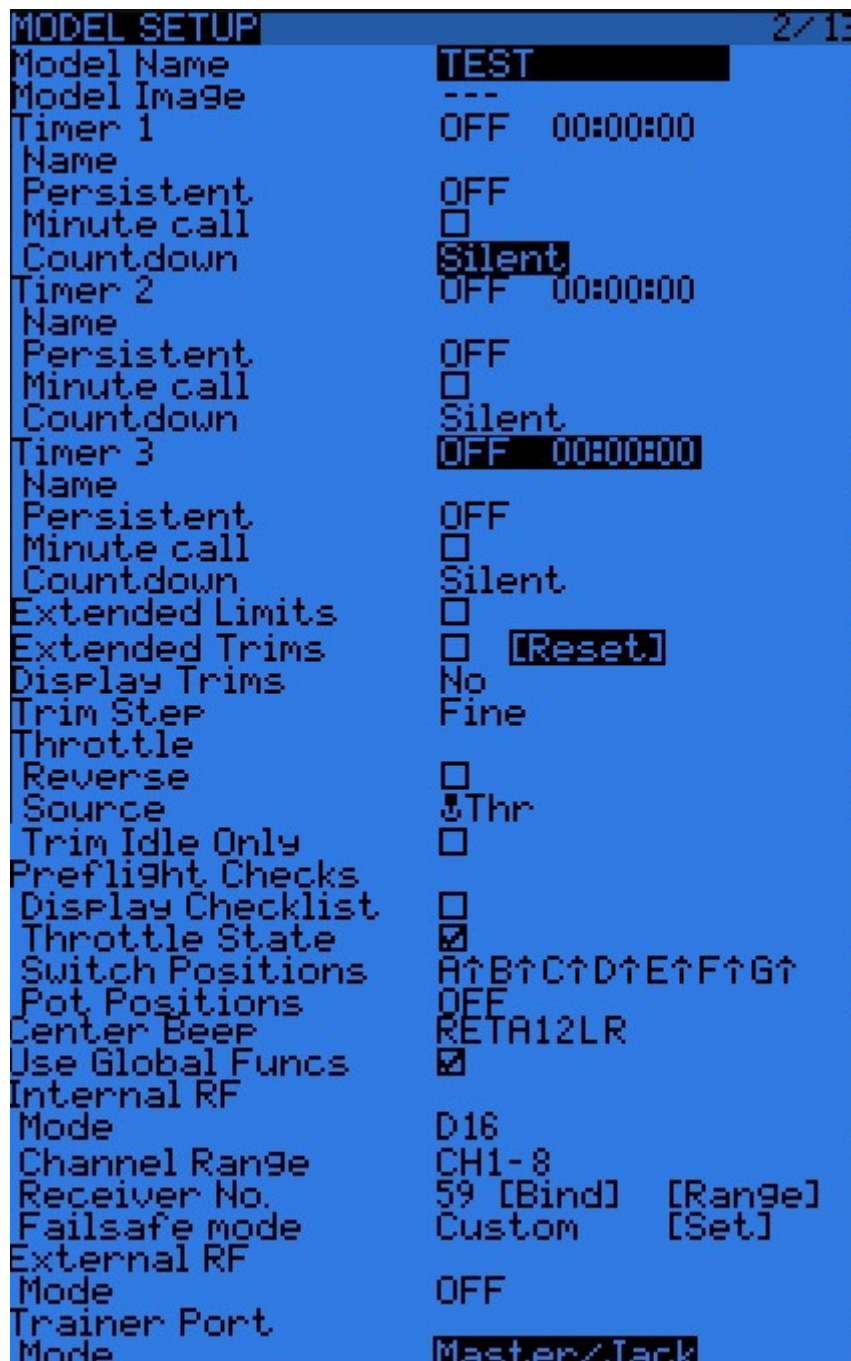 MODEL SETUP 2/13
Model Name TEST
Model Image ---
Timer 1 OFF 00:00:00
Name
Persistent OFF
Minute call
Countdown Silent
Timer 2 OFF 00:00:00
Name
Persistent OFF
Minute call
Countdown Silent
Timer 3 OFF 00:00:00
Name
Persistent OFF
Minute call
Countdown Silent
Extended Limits
Extended Trims [Reset]
Display Trims No
Trim Step Fine
Throttle
Reverse
Source Thr
Trim Idle Only
Preflight Checks
Display Checklist
Throttle State
Switch Positions A↑B↑C↑D↑E↑F↑G↑
Pot Positions OFF
Center Beep RETA12LR
Use Global Funcs
Internal RF
Mode D16
Channel Range CH1-8
Receiver No. 59 [Bind] [Range]
Failsafe mode Custom [Set]
External RF
Mode OFF
Trainer Port
Mode Master/Jack